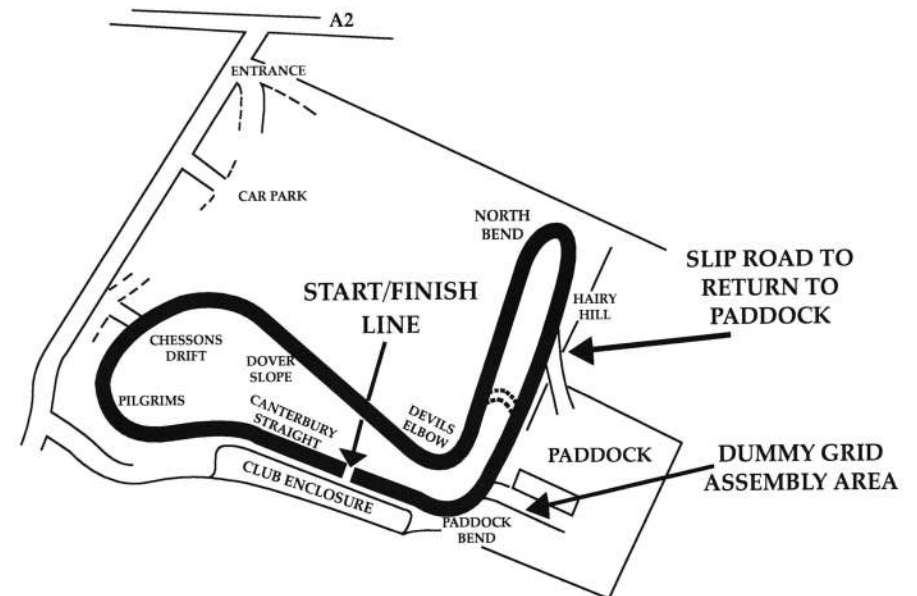 A2
ENTRANCE
CAR PARK
NORTH
BEND
SLIP ROAD TO
RETURN TO
PADDOCK
START/FINISH
LINE
HAIRY
HILL
CHESSONS
DRIFT
DOVER
SLOPE
PILGRIMS
CANTERBURY
STRAIGHT
DEVILS
ELBOW
CLUB ENCLOSURE
PADDOCK
DUMMY GRID
ASSEMBLY AREA
PADDOCK
BEND